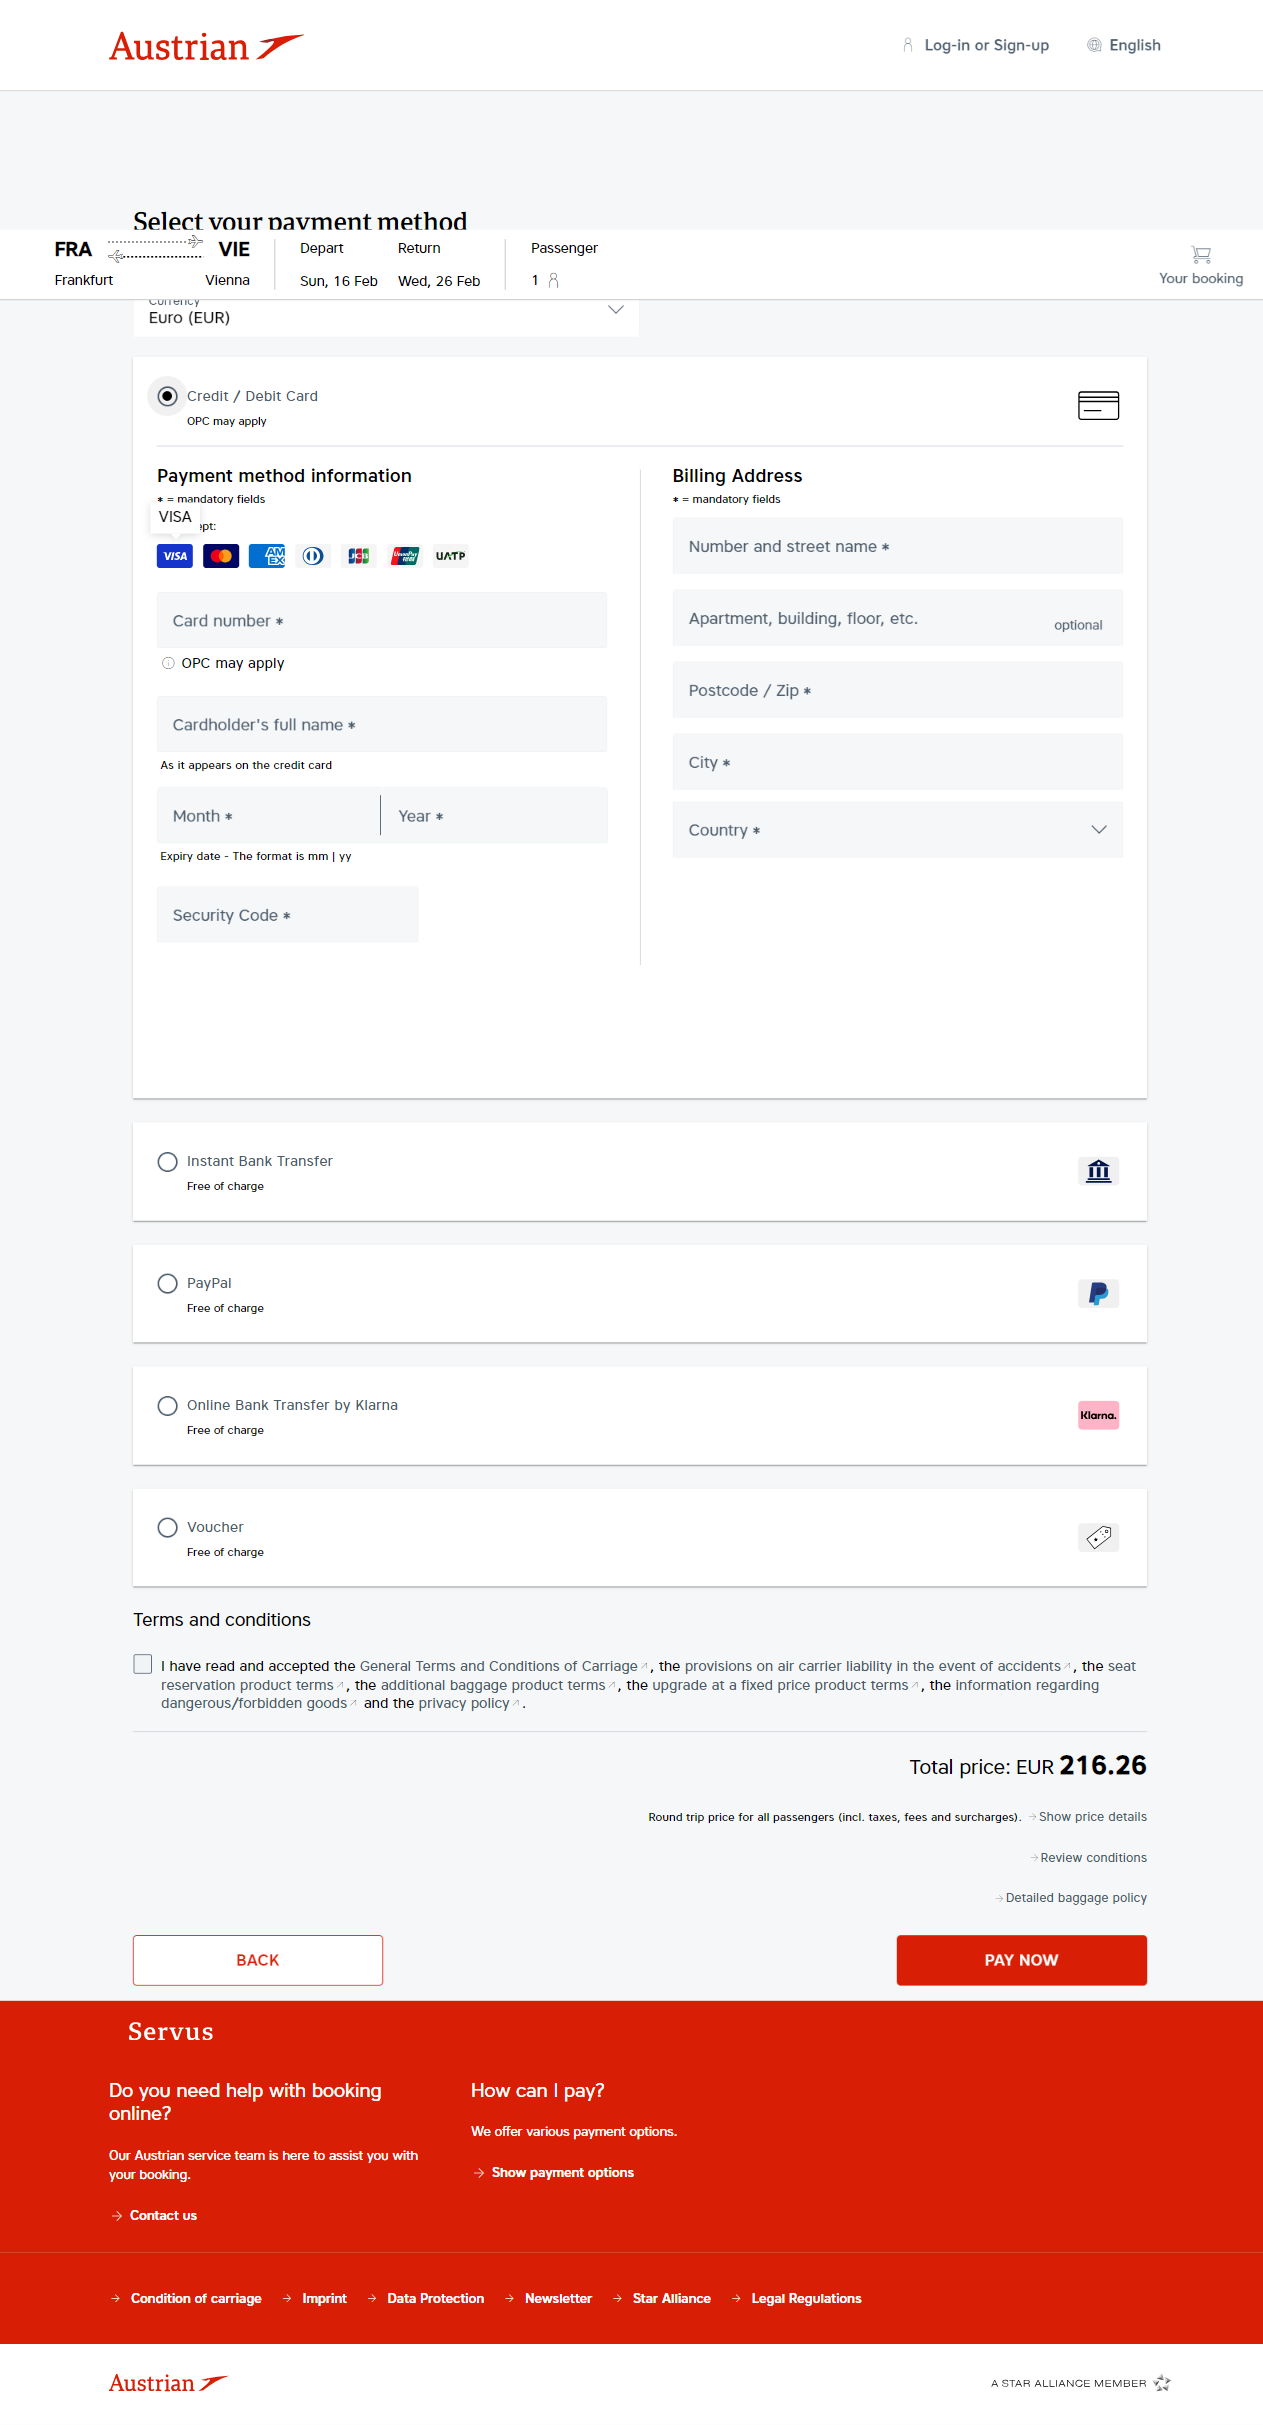 Austrian
Log-in or Sign-up
English
Select your payment method
FRA
VIE
Depart
Return
Passenger
Your booking
Frankfurt
Vienna
Sun, 16 Feb
Wed, 26 Feb
1
Currency
Euro (EUR)
Credit / Debit Card
OPC may apply
Payment method information
* = mandatory fields
VISA
ept:
VISA
AM EX
JCB
UnionPay
UATP
Card number *
OPC may apply
Cardholder's full name *
As it appears on the credit card
Month *
Year *
Expiry date - The format is mm | yy
Security Code *
Billing Address
* = mandatory fields
Number and street name *
Apartment, building, floor, etc.
optional
Postcode / Zip *
City *
Country *
Instant Bank Transfer
Free of charge
PayPal
Free of charge
Online Bank Transfer by Klarna
Free of charge
Klarna.
Voucher
Free of charge
Terms and conditions
I have read and accepted the General Terms and Conditions of Carriage, the provisions on air carrier liability in the event of accidents, the seat
reservation product terms, the additional baggage product terms, the upgrade at a fixed price product terms, the information regarding
dangerous/forbidden goods and the privacy policy.
Total price: EUR 216.26
Round trip price for all passengers (incl. taxes, fees and surcharges). Show price details
Review conditions
Detailed baggage policy
BACK
PAY NOW
Servus
Do you need help with booking
online?
Our Austrian service team is here to assist you with
your booking.
Contact us
How can I pay?
We offer various payment options.
Show payment options
Condition of carriage
Imprint
Data Protection
Newsletter
Star Alliance
Legal Regulations
Austrian
A STAR ALLIANCE MEMBER